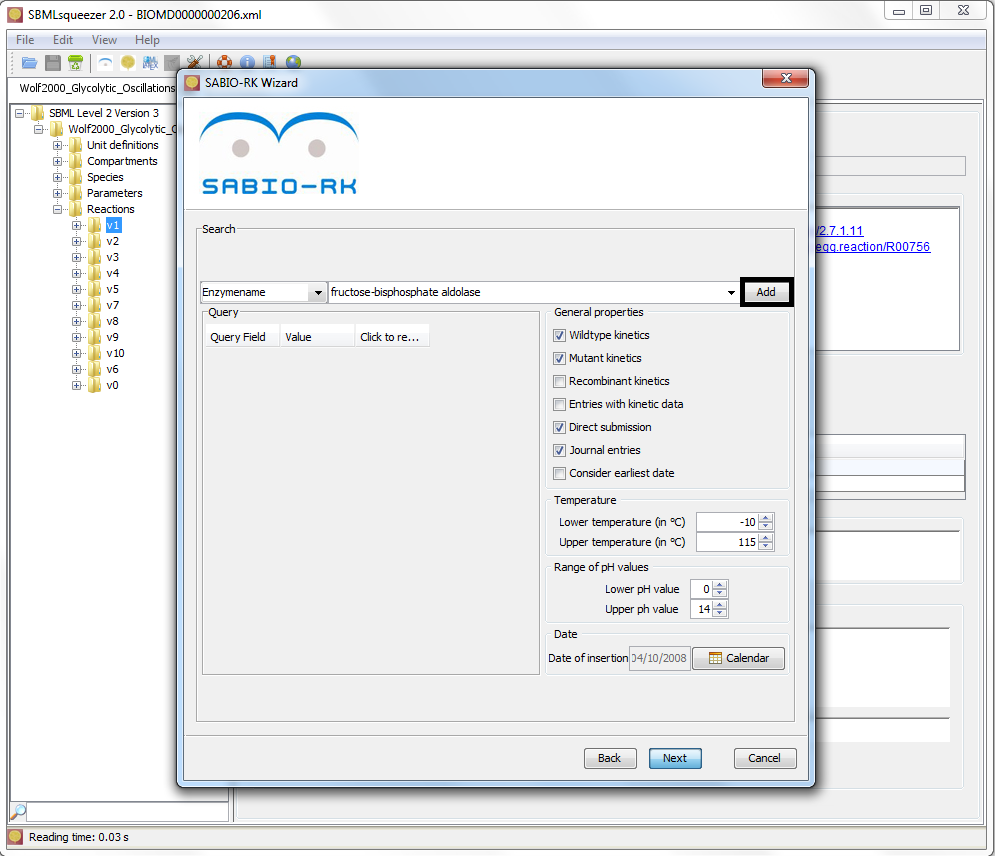 SBMLsqueezer 2.0 - BIOMD0000000206.xml
File Edit View Help
Wolf2000_Glycolytic_Oscillations
SBML Level 2 Version 3
Wolf2000_Glycolytic_
Unit definitions
Compartments
Species
Parameters
Reactions
v1
v2
v3
v4
v5
v7
v8
v9
v10
v6
v0
SABIO-RK Wizard
SABIO-RK
Search
Enzymename fructose-bisphosphate aldolase Add
Query
Query Field Value Click to re...
General properties
Wildtype kinetics
Mutant kinetics
Recombinant kinetics
Entries with kinetic data
Direct submission
Journal entries
Consider earliest date
Temperature
Lower temperature (in °C) -10
Upper temperature (in °C) 115
Range of pH values
Lower pH value 0
Upper ph value 14
Date
Date of insertion 04/10/2008 Calendar
Back Next Cancel
/2.7.1.11
egg.reaction/R00756
Reading time: 0.03 s